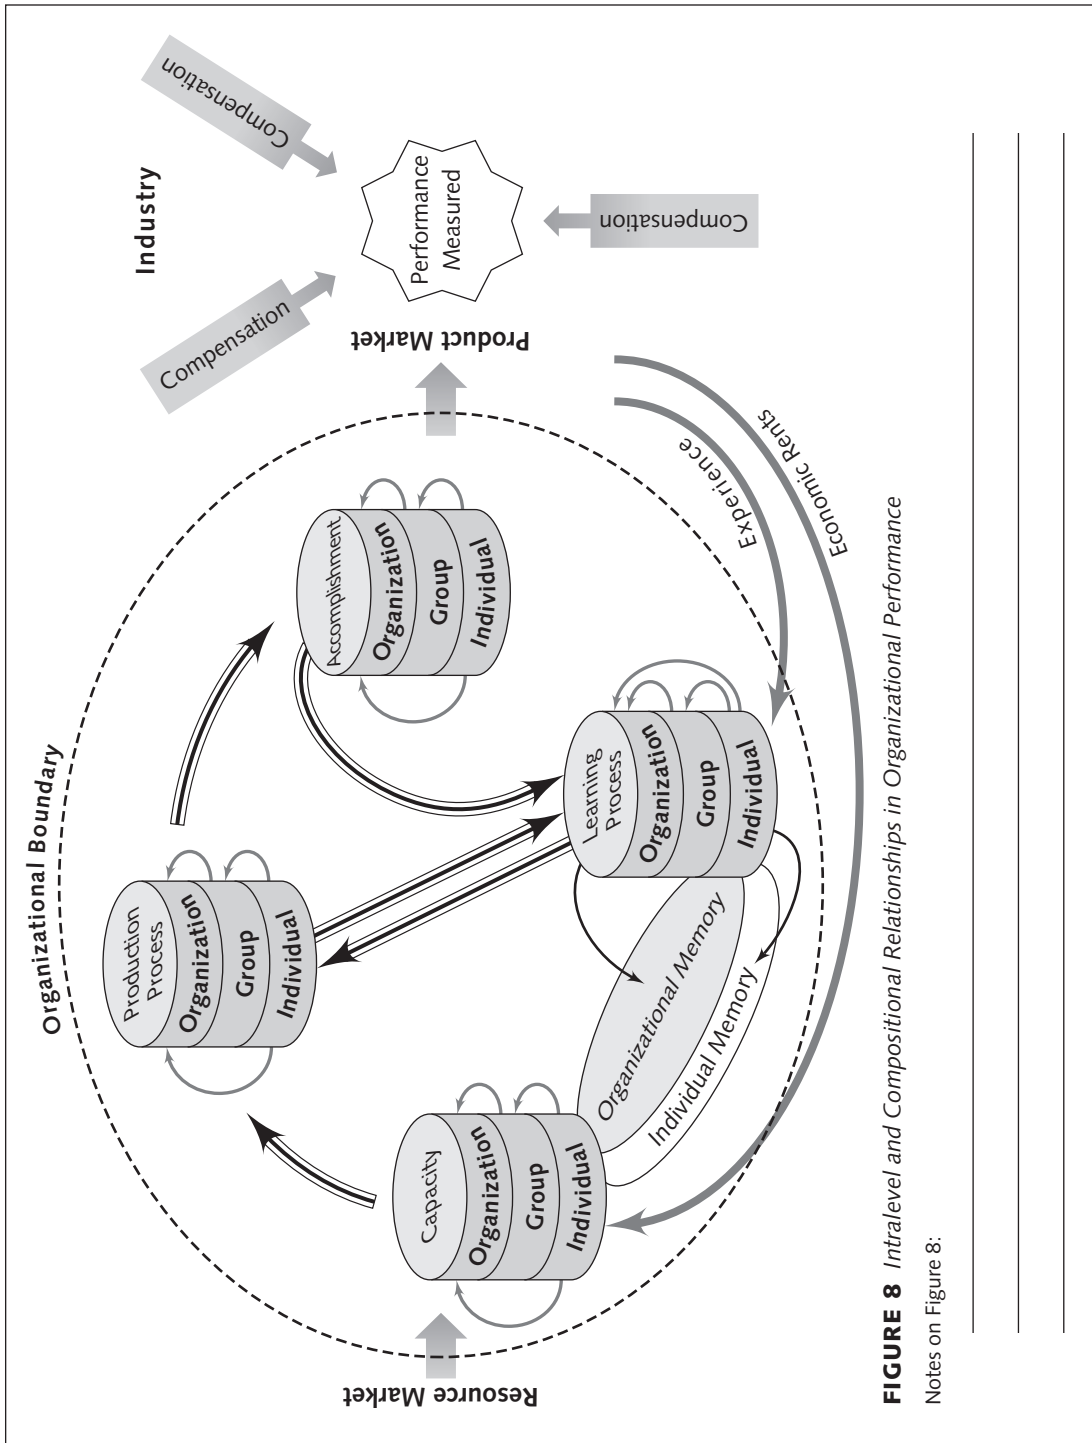 Organizational Boundary
Industry
Compensation
Compensation
Production
Process
Organization
Group
Individual
Accomplishment
Organization
Group
Individual
Resource Market
Product Market
Performance
Measured
Compensation
Capacity
Organization
Group
Individual
Learning
Process
Organization
Group
Individual
Organizational Memory
Individual Memory
Experience
Economic Rents
FIGURE 8 Intralevel and Compositional Relationships in Organizational Performance
Notes on Figure 8: